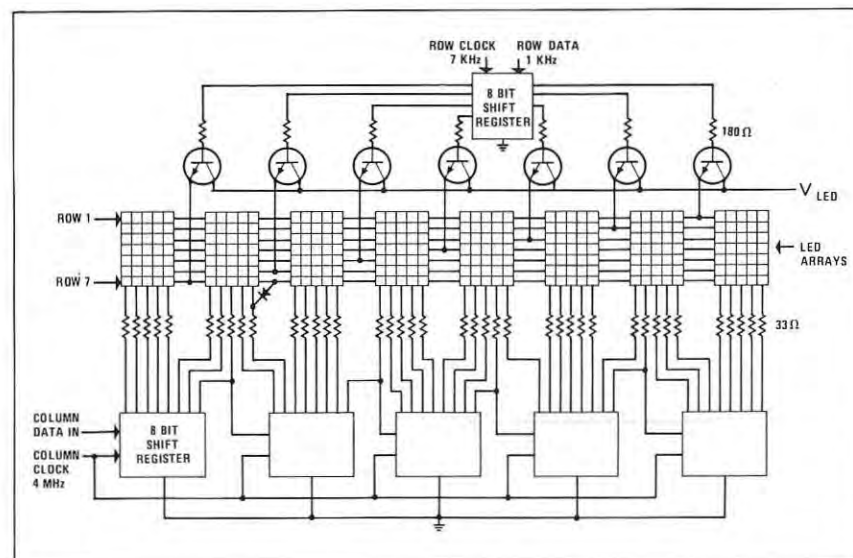 ROW CLOCK
7 KHz
ROW DATA
1 KHz
8 BIT
SHIFT
REGISTER
180 Ω
V LED
ROW 1
LED
ARRAYS
ROW 7
33 Ω
COLUMN
DATA IN
8 BIT
SHIFT
REGISTER
COLUMN
CLOCK
4 MHz